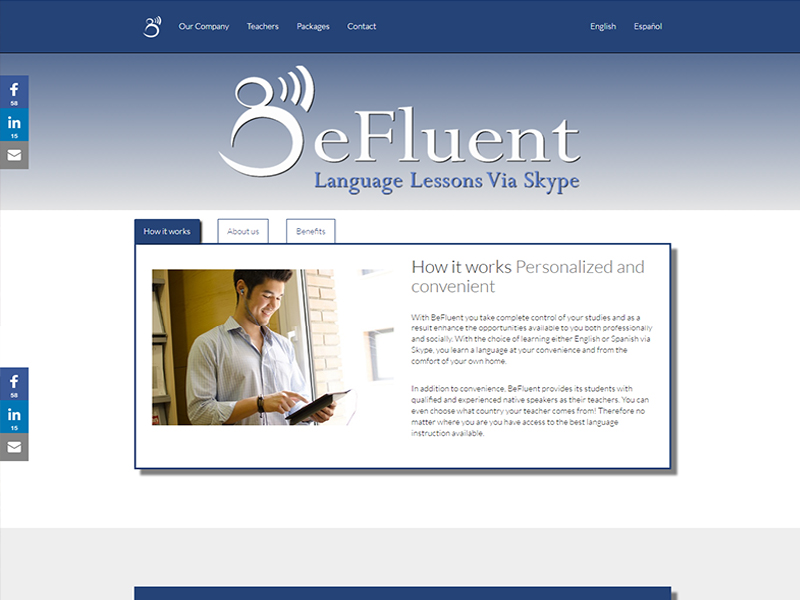 Our Company Teachers Packages Contact English Español
BeFluent
Language Lessons Via Skype
58
15
How it works About us Benefits
How it works Personalized and
convenient
With BeFluent you take complete control of your studies and as a
result enhance the opportunities available to you both professionally
and socially. With the choice of learning either English or Spanish via
Skype, you learn a language at your convenience and from the
comfort of your own home.
In addition to convenience, BeFluent provides its students with
qualified and experienced native speakers as their teachers. You can
even choose what country your teacher comes from! Therefore no
matter where you are you have access to the best language
instruction available.
58
15